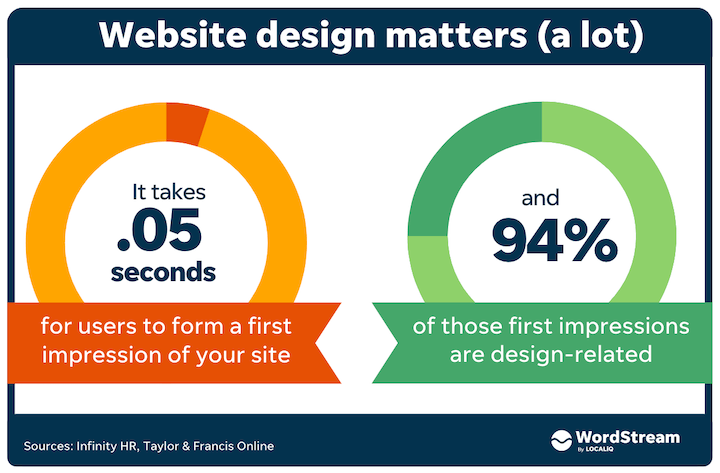 Website design matters (a lot)
It takes
.05
seconds
for users to form a first
impression of your site
and
94%
of those first impressions
are design-related
Sources: Infinity HR, Taylor & Francis Online
WordStream
By LOCALiQ